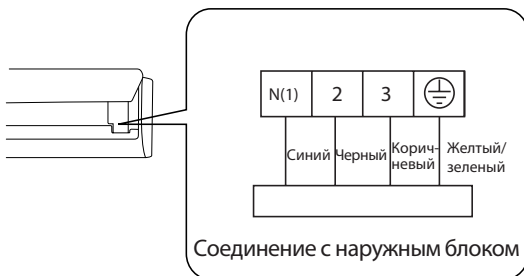 N(1) 2 3
Синий Черный Корич-невый Желтый/зеленый
Соединение с наружным блоком